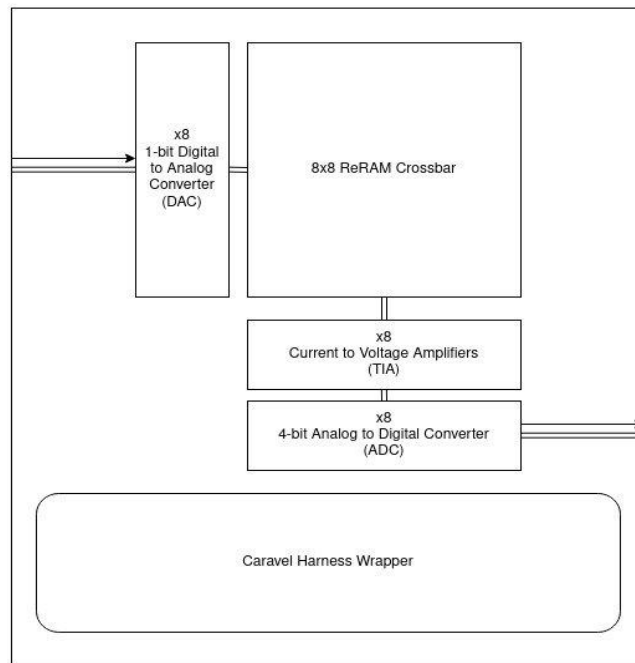 x8
1-bit Digital
to Analog
Converter
(DAC)
8x8 ReRAM Crossbar
x8
Current to Voltage Amplifiers
(TIA)
x8
4-bit Analog to Digital Converter
(ADC)
Caravel Harness Wrapper